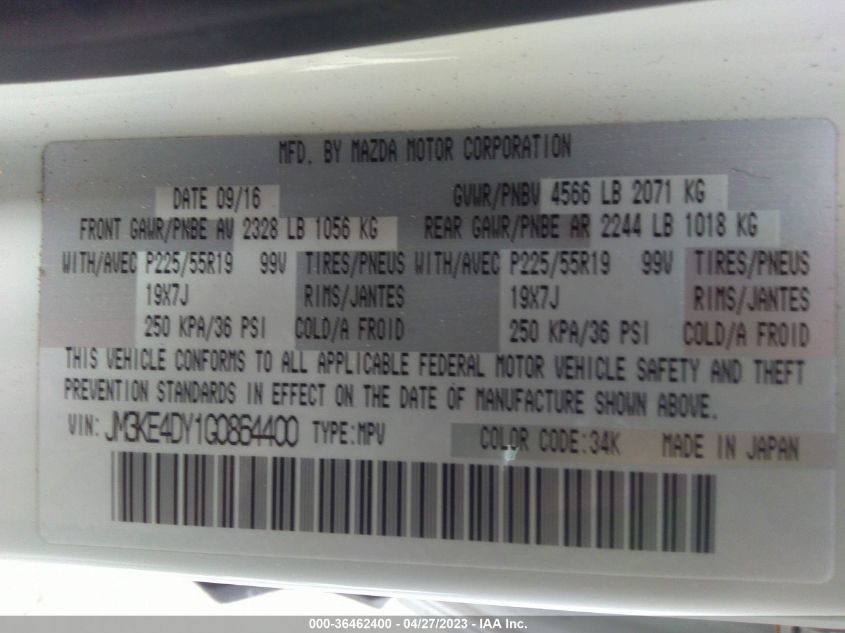 MFD. BY MAZDA MOTOR CORPORATION
DATE 09/16 GVWR/PNBV 4566 LB 2071 KG
FRONT GAWR/PNBE AV 2328 LB 1056 KG REAR GAWR/PNBE AR 2244 LB 1018 KG
WITH/AVEC P225/55R19 99V TIRES/PNEUS WITH/AVEC P225/55R19 99V TIRES/PNEUS
19X7J RIMS/JANTES 19X7J RIMS/JANTES
250 KPA/36 PSI COLD/A FROID 250 KPA/36 PSI COLD/A FROID
THIS VEHICLE CONFORMS TO ALL APPLICABLE FEDERAL MOTOR VEHICLE SAFETY AND THEFT
PREVENTION STANDARDS IN EFFECT ON THE DATE OF MANUFACTURE SHOWN ABOVE.
VIN: JM3KE4DY1G0864400 TYPE:MPV COLOR CODE:34K MADE IN JAPAN
000-36462400 - 04/27/2023 - IAA Inc.